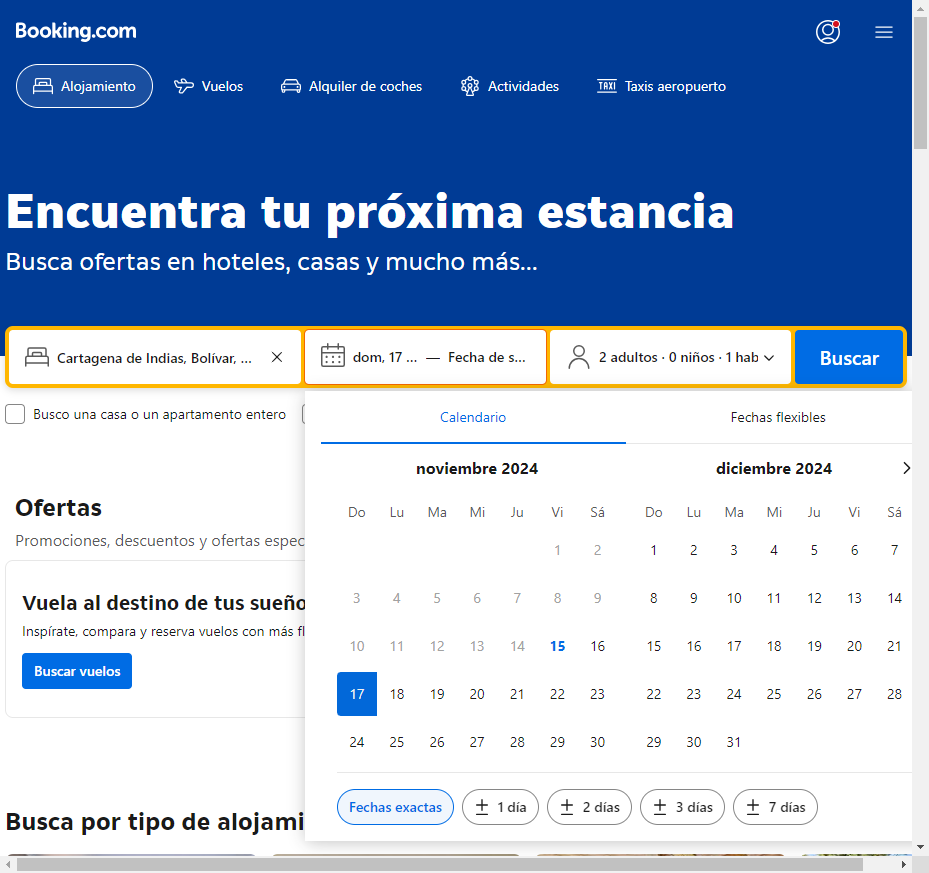 Booking.com
Alojamiento
Vuelos
Alquiler de coches
Actividades
TAXI Taxis aeropuerto
Encuentra tu próxima estancia
Busca ofertas en hoteles, casas y mucho más...
Cartagena de Indias, Bolívar, ...
dom, 17 ... — Fecha de s...
2 adultos · 0 niños · 1 hab
Buscar
Busco una casa o un apartamento entero
Calendario
Fechas flexibles
noviembre 2024
Do Lu Ma Mi Ju Vi Sá
1 2
3 4 5 6 7 8 9
10 11 12 13 14 15 16
17 18 19 20 21 22 23
24 25 26 27 28 29 30
diciembre 2024
Do Lu Ma Mi Ju Vi Sá
1 2 3 4 5 6 7
8 9 10 11 12 13 14
15 16 17 18 19 20 21
22 23 24 25 26 27 28
29 30 31
Fechas exactas
± 1 día
± 2 días
± 3 días
± 7 días
Ofertas
Promociones, descuentos y ofertas espec
Vuela al destino de tus sueño
Inspírate, compara y reserva vuelos con más fl
Buscar vuelos
Busca por tipo de alojami